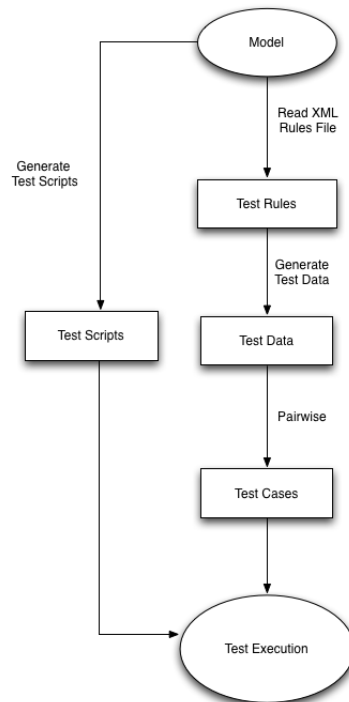 Model
Read XML
Rules File
Generate
Test Scripts
Test Rules
Generate
Test Data
Test Scripts
Test Data
Pairwise
Test Cases
Test Execution